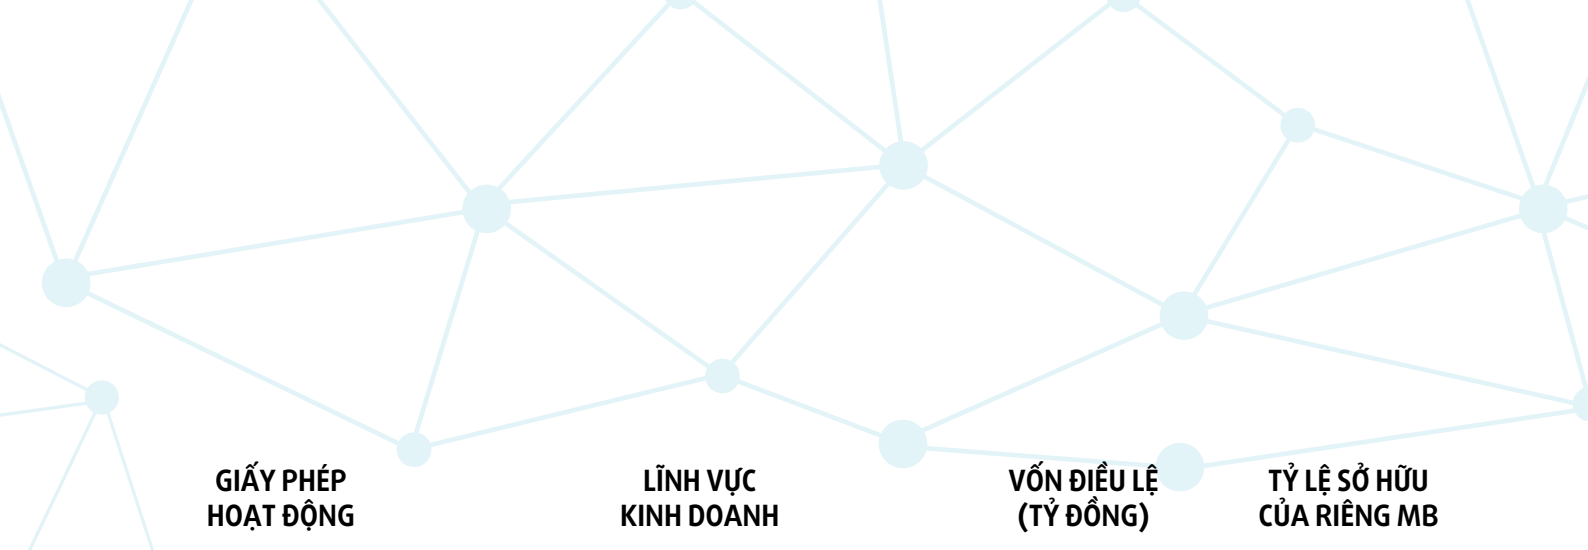 GIẤY PHÉP
HOẠT ĐỘNG
LĨNH VỰC
KINH DOANH
VỐN ĐIỀU LỆ
(TỶ ĐỒNG)
TỶ LỆ SỞ HỮU
CỦA RIÊNG MB